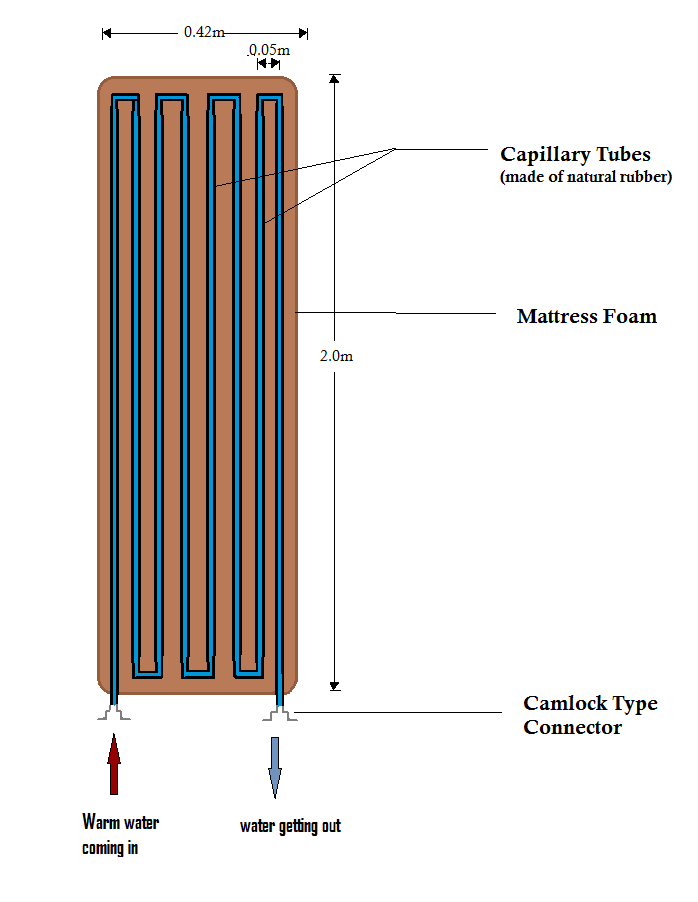 0.42m
0.05m
Capillary Tubes
(made of natural rubber)
Mattress Foam
2.0m
Camlock Type
Connector
Warm water
coming in
water getting out